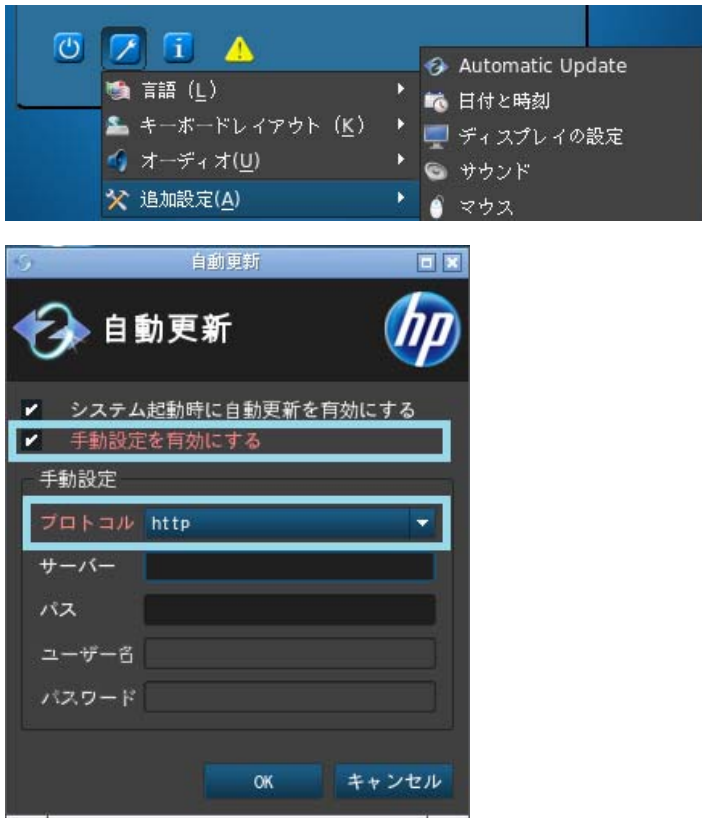 言語 (L)
キーボードレイアウト (K)
オーディオ(U)
追加設定(A)
Automatic Update
日付と時刻
ディスプレイの設定
サウンド
マウス
自動更新
自動更新
hp
システム起動時に自動更新を有効にする
手動設定を有効にする
手動設定
プロトコル http
サーバー
パス
ユーザー名
パスワード
OK キャンセル